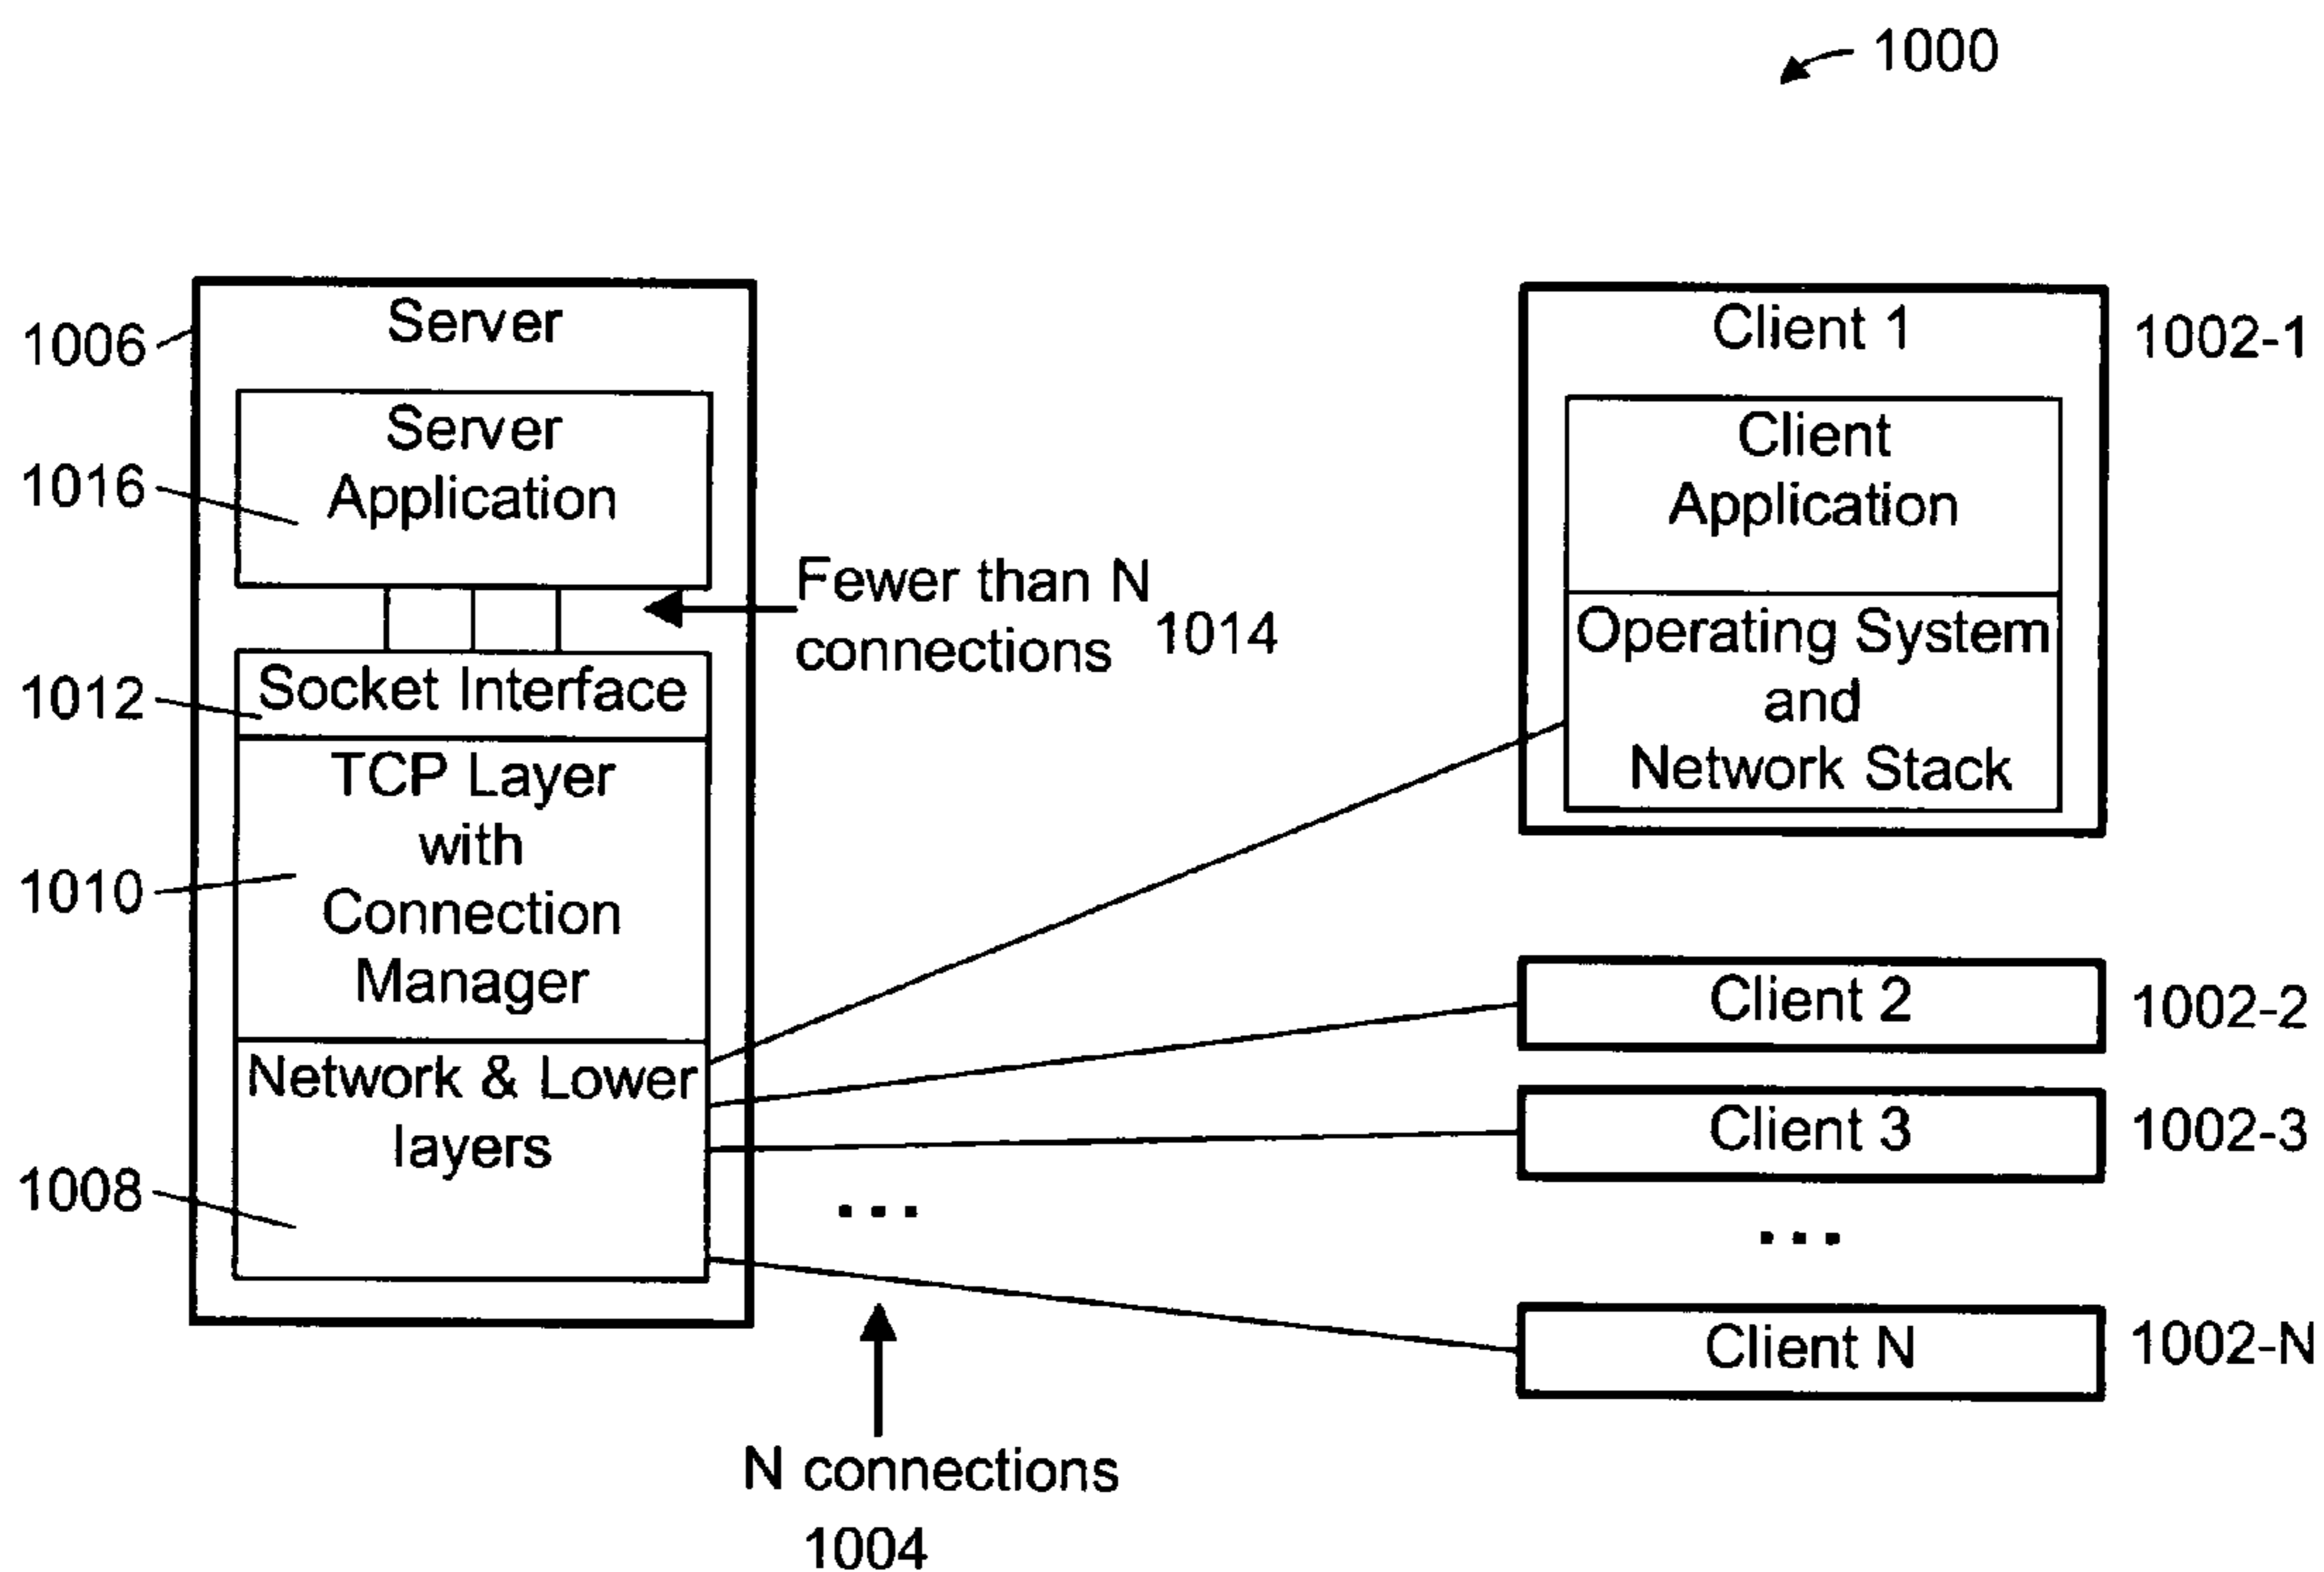 1000
1006
Server
Server
Application
1016
Fewer than N
connections
1014
1012
Socket Interface
TCP Layer
with
Connection
Manager
1010
Network & Lower
layers
1008
...
N connections
1004
Client 1
1002-1
Client
Application
Operating System
and
Network Stack
Client 2
1002-2
Client 3
1002-3
...
Client N
1002-N